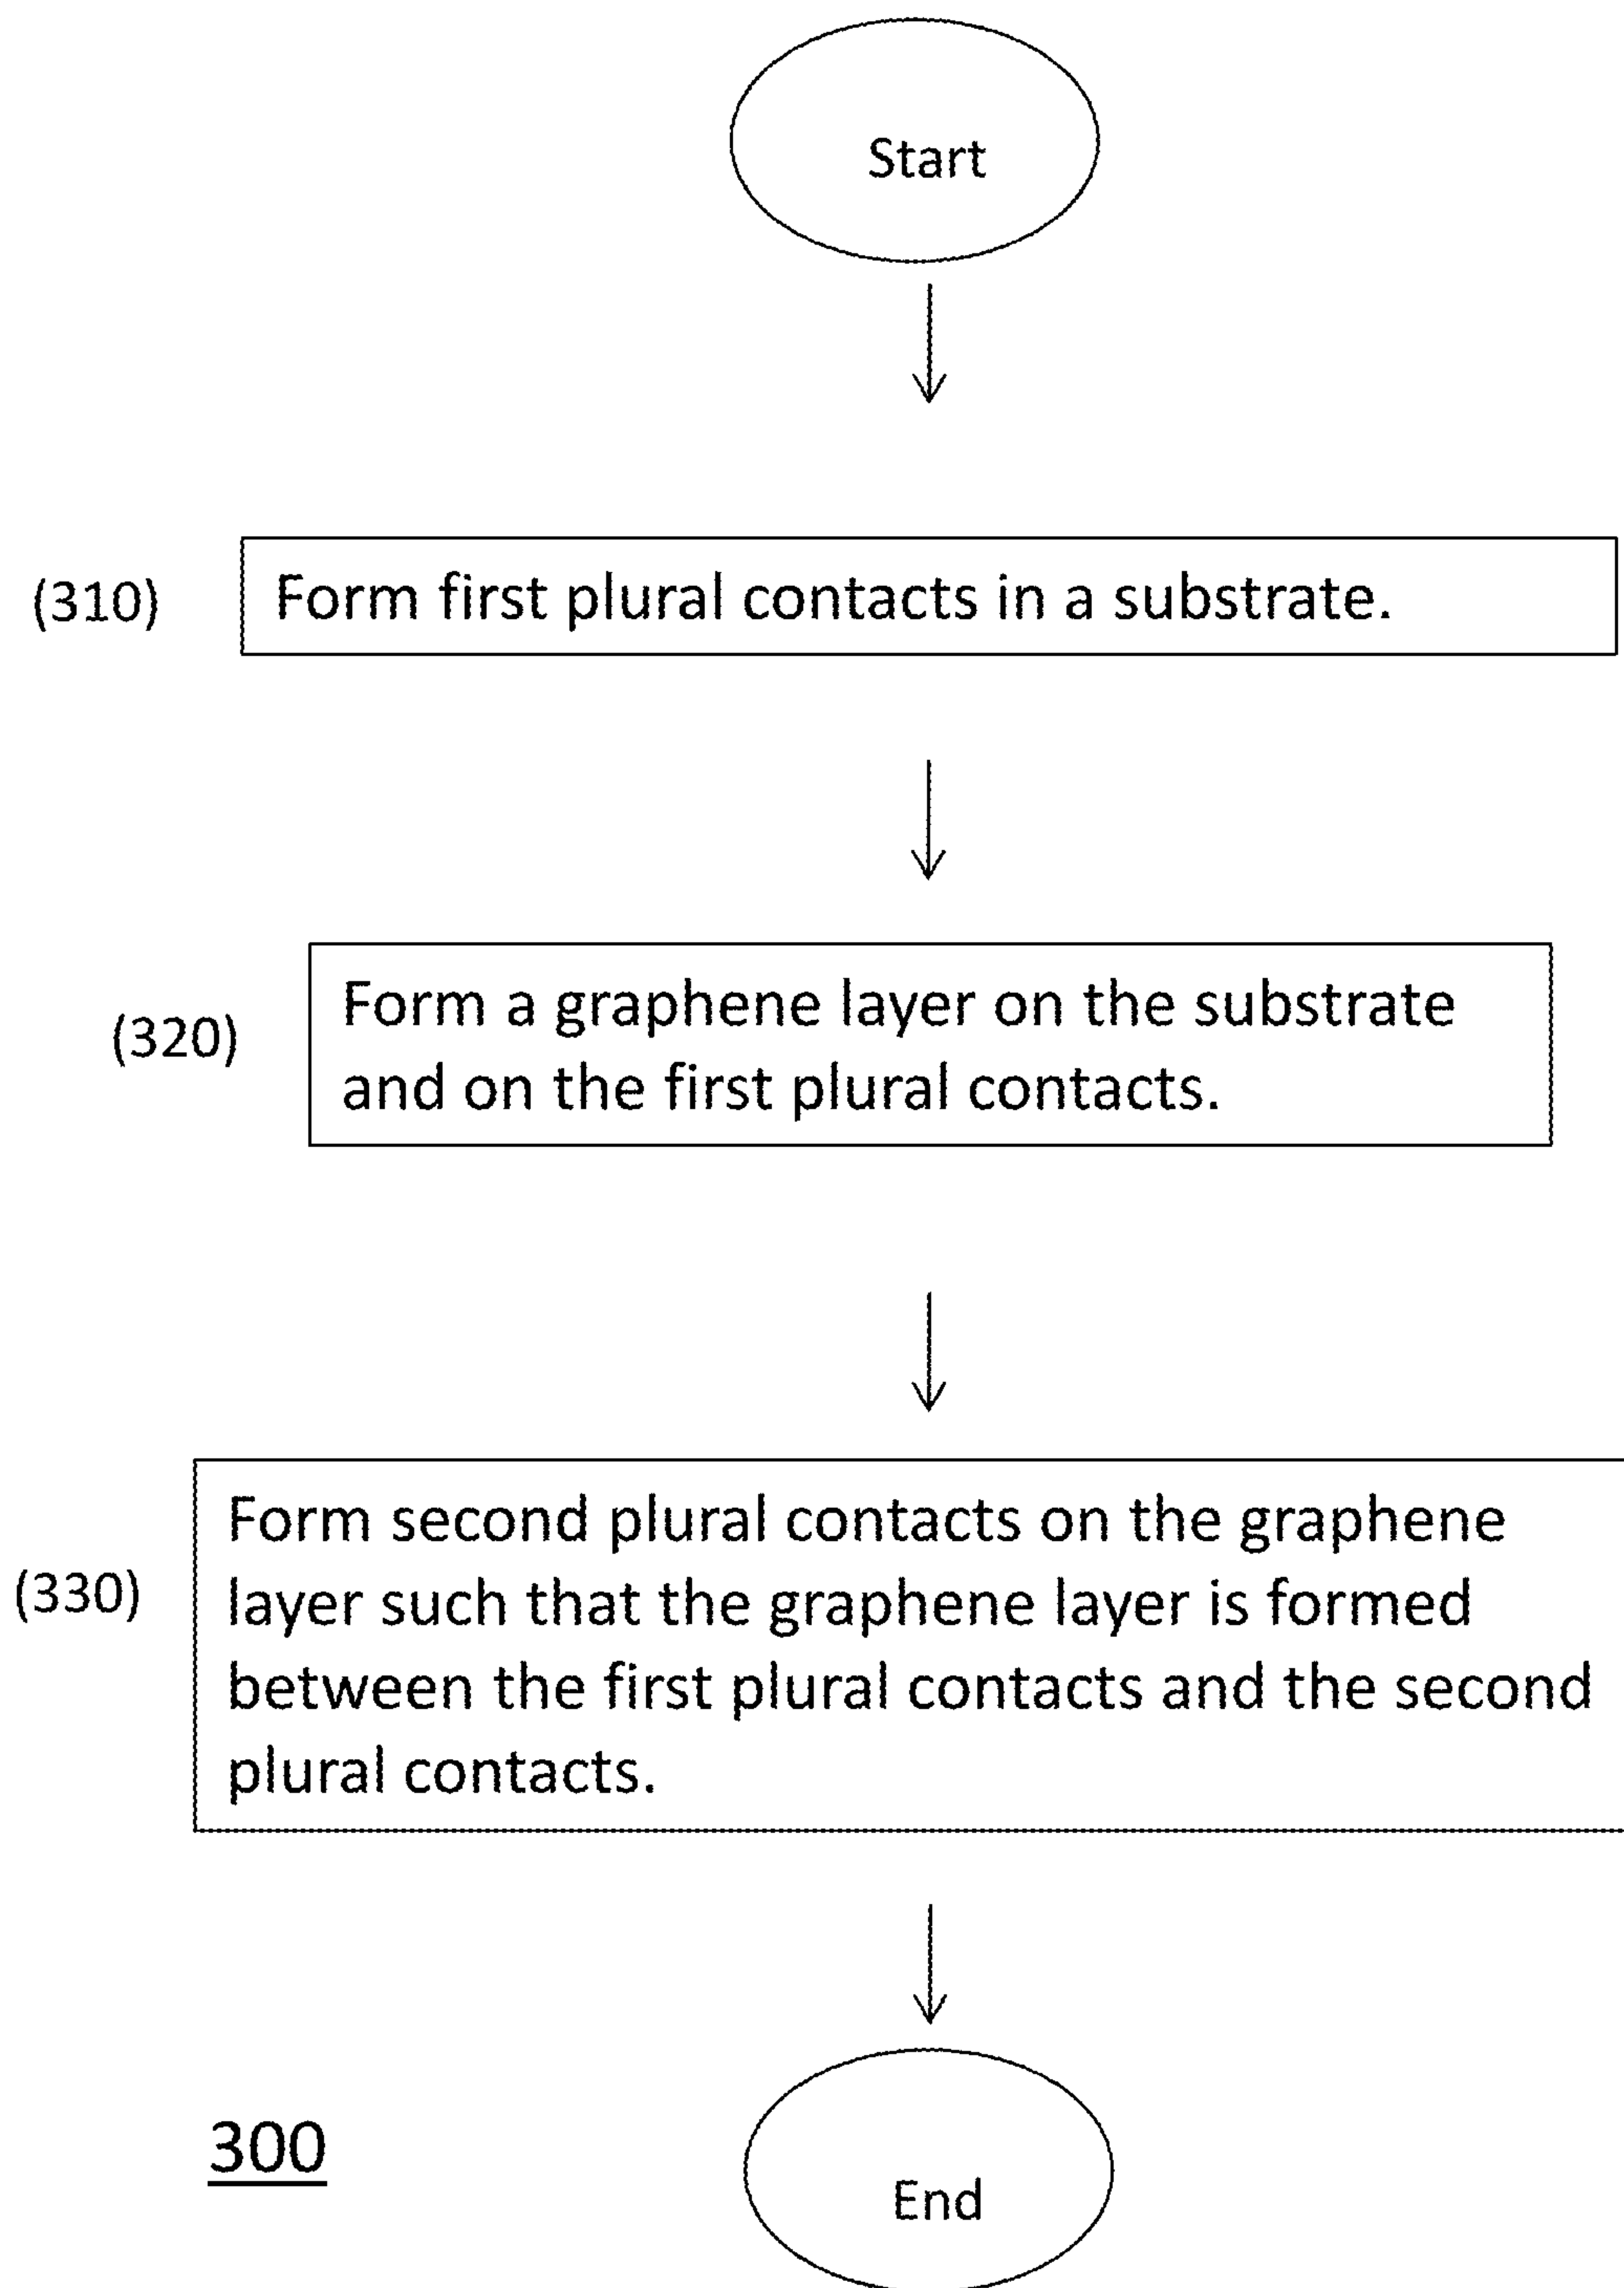 Start
(310) Form first plural contacts in a substrate.
Form a graphene layer on the substrate
(320)
and on the first plural contacts.
Form second plural contacts on the graphene
(330) layer such that the graphene layer is formed
between the first plural contacts and the second
plural contacts.
300
End